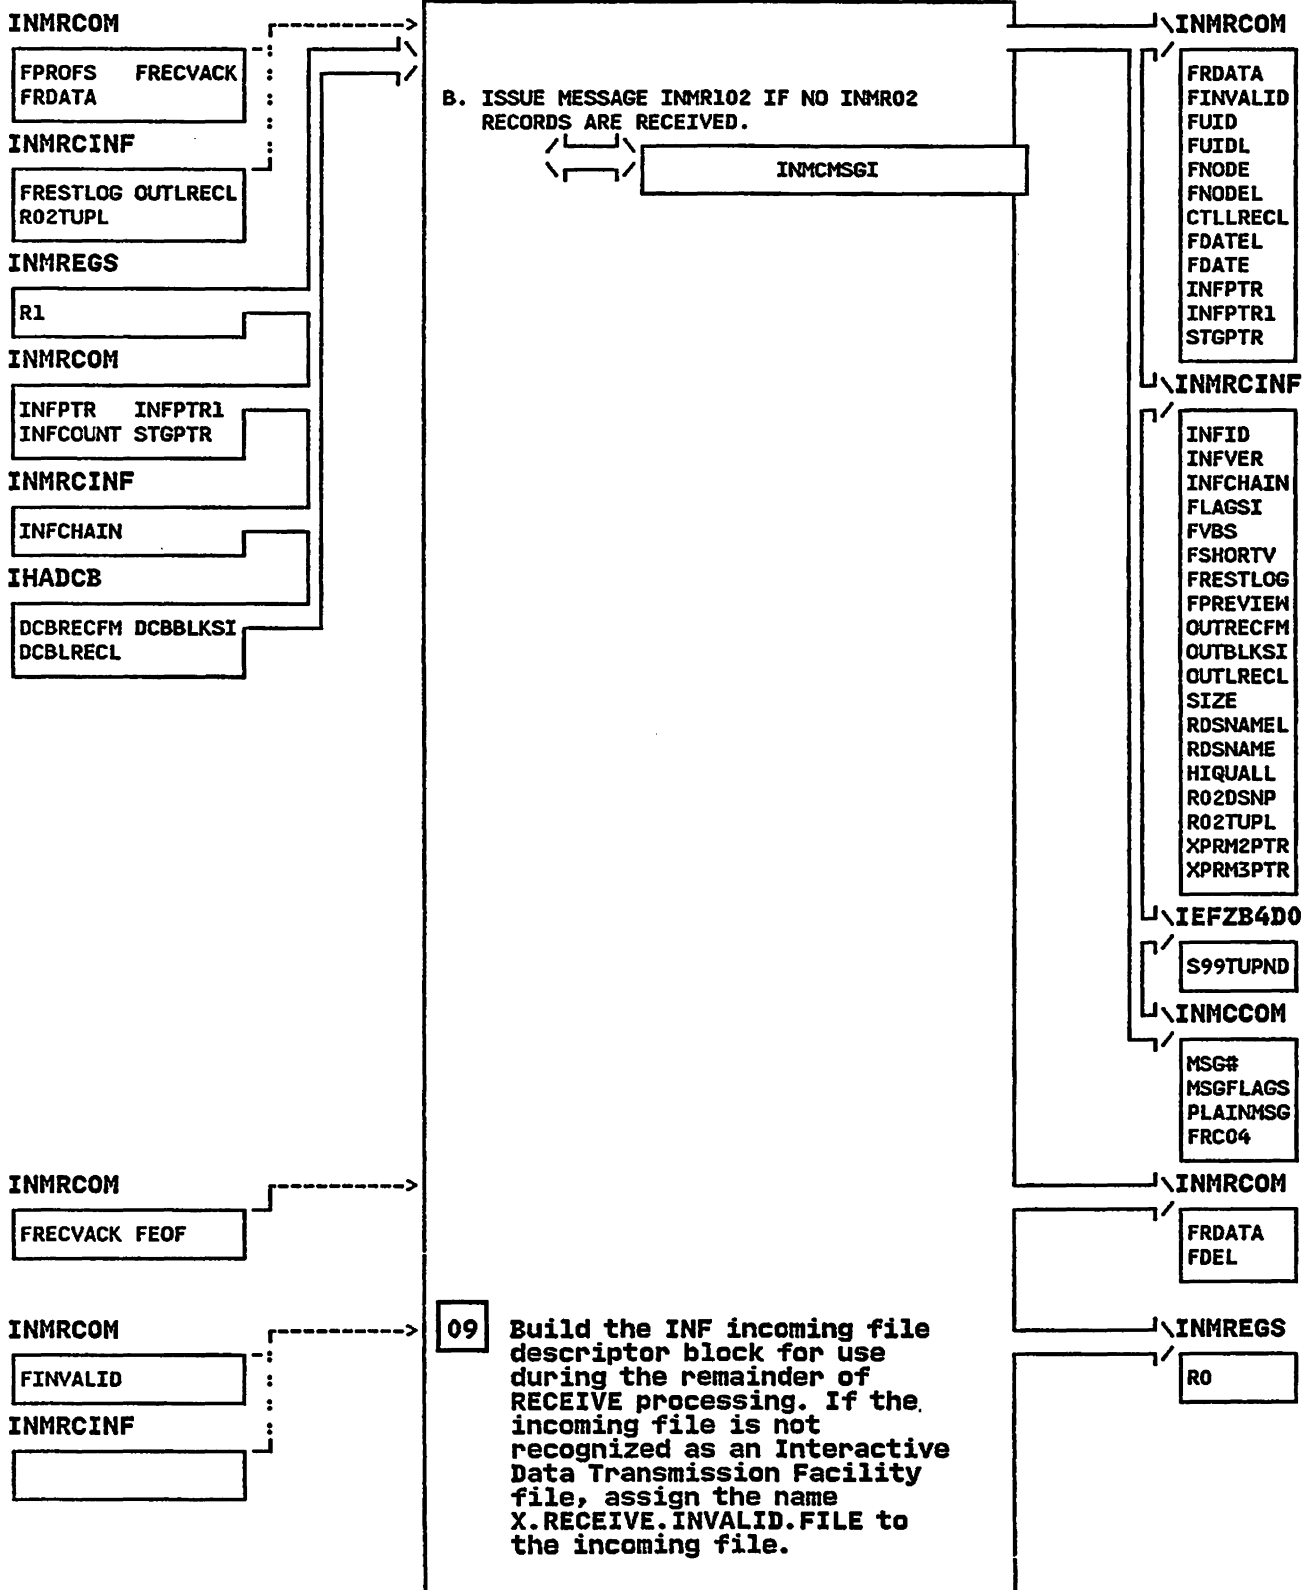 INMRCOM
FPROFS FRECVACK
FRDATA
INMRCINF
FRESTLOG OUTLRECL
R02TUPL
INMREGS
R1
INMRCOM
INFPTR INFPTR1
INFCOUNT STGPTR
INMRCINF
INFCHAIN
IHADCB
DCBRECFM DCBBLKSI
DCBLRECL
INMRCOM
FRECVACK FEOF
INMRCOM
FINVALID
INMRCINF
B. ISSUE MESSAGE INMR102 IF NO INMR02
RECORDS ARE RECEIVED.
INMCMSGI
09 Build the INF incoming file
descriptor block for use
during the remainder of
RECEIVE processing. If the
incoming file is not
recognized as an Interactive
Data Transmission Facility
file, assign the name
X.RECEIVE.INVALID.FILE to
the incoming file.
INMRCOM
FRDATA
FINVALID
FUID
FUIDL
FNODE
FNODEL
CTLLRECL
FDATEL
FDATE
INFPTR
INFPTR1
STGPTR
INMRCINF
INFID
INFVER
INFCHAIN
FLAGSI
FVBS
FSHORTV
FRESTLOG
FPREVIEW
OUTRECFM
OUTBLKSI
OUTLRECL
SIZE
RDSNAMEL
RDSNAME
HIQUALL
R02DSNP
R02TUPL
XPRM2PTR
XPRM3PTR
IEFZB4D0
S99TUPND
INMCCOM
MSG#
MSGFLAGS
PLAINMSG
FRC04
INMRCOM
FRDATA
FDEL
INMREGS
R0